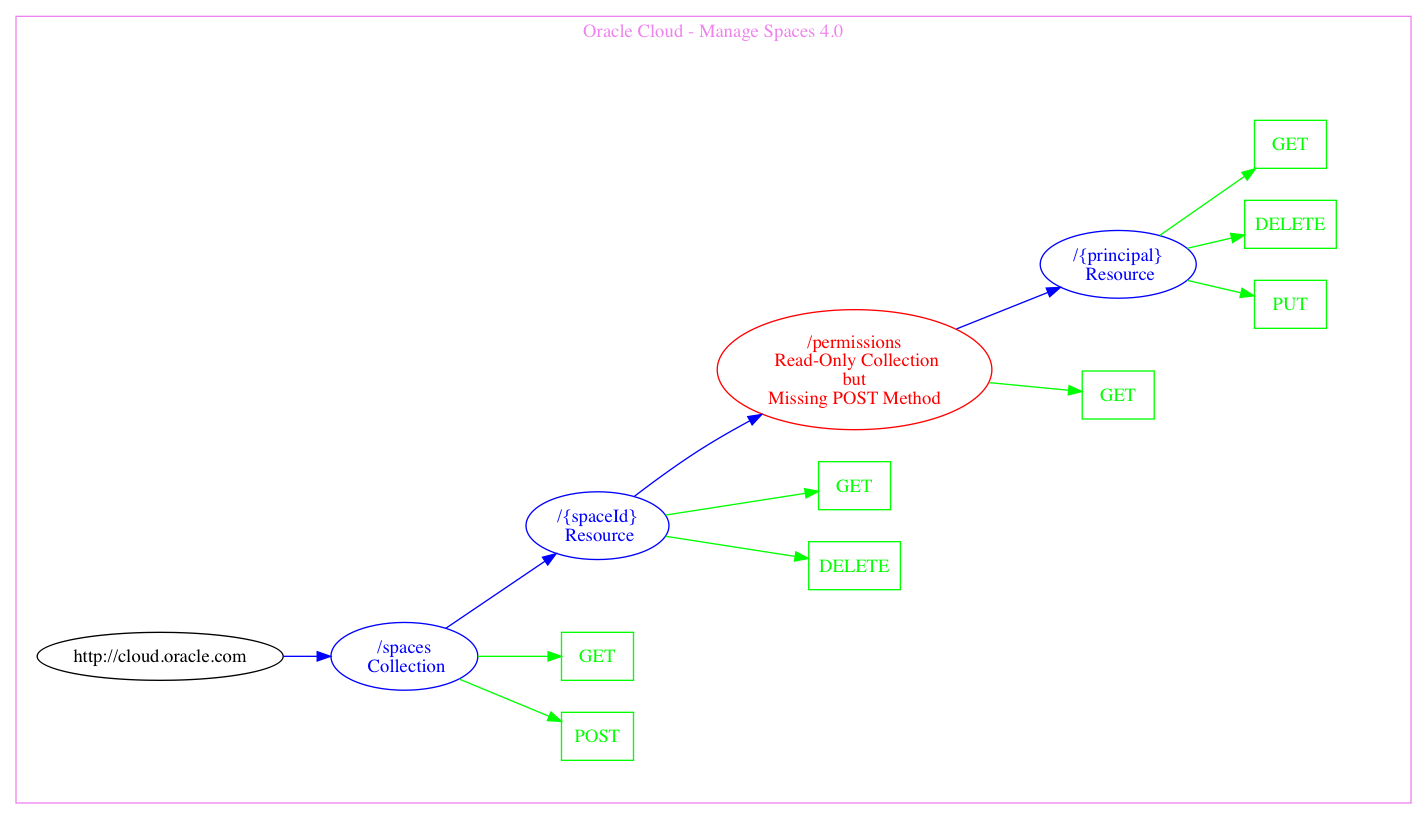 Oracle Cloud - Manage Spaces 4.0
GET
DELETE
/{principal}
Resource
PUT
/permissions
Read-Only Collection
but
Missing POST Method
GET
GET
/{spaceId}
Resource
DELETE
http://cloud.oracle.com
/spaces
Collection
GET
POST